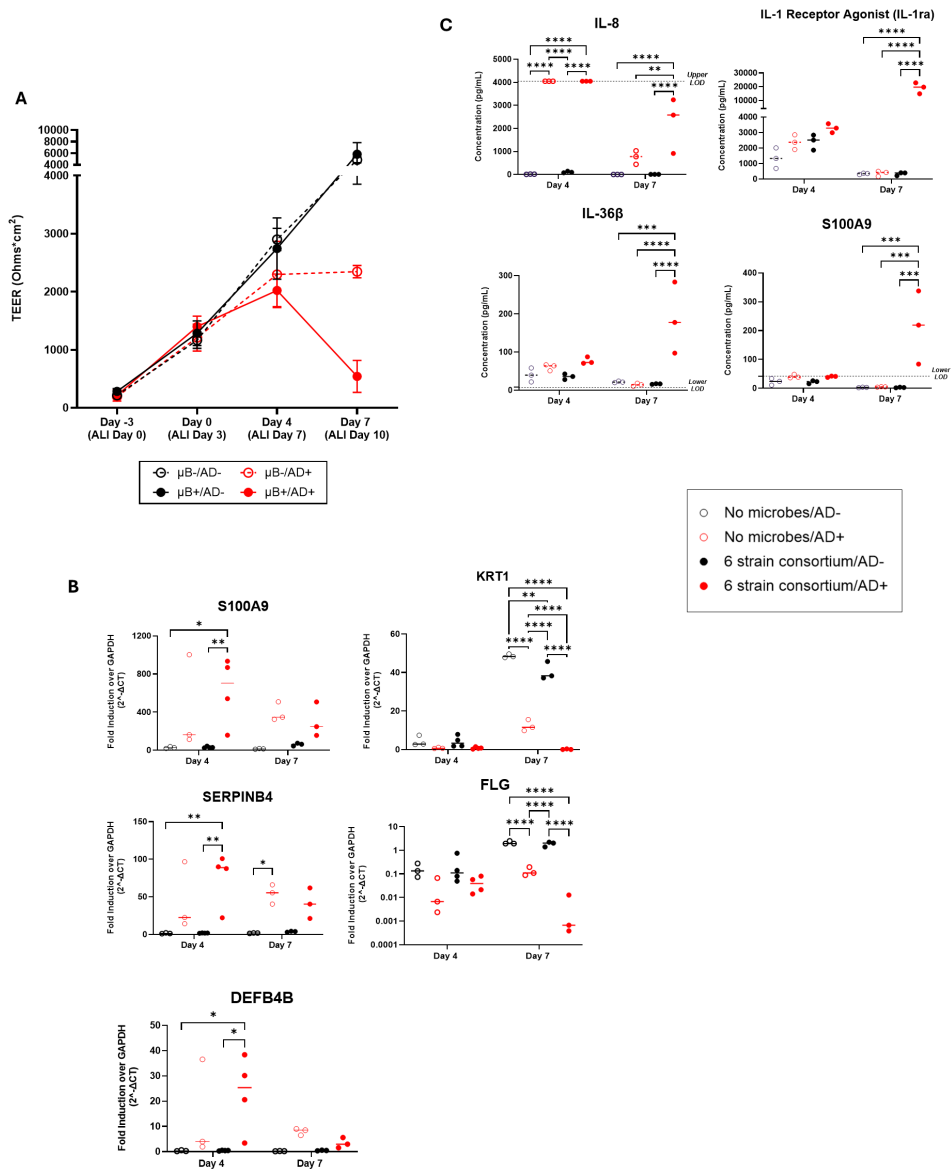 A
TEER (Ohms*cm²)
10000
8000
6000
4000
4000
3000
2000
1000
0
Day -3
(ALI Day 0)
Day 0
(ALI Day 3)
Day 4
(ALI Day 7)
Day 7
(ALI Day 10)
µB-/AD-
µB-/AD+
µB+/AD-
µB+/AD+
C
IL-8
Concentration (pg/mL)
5000
4000
3000
2000
1000
0
Upper
LOD
****
****
****
****
****
****
**
****
Day 4
Day 7
IL-1 Receptor Agonist (IL-1ra)
Concentration (pg/mL)
30000
20000
10000
4000
3000
2000
1000
0
****
****
****
Day 4
Day 7
IL-36β
Concentration (pg/mL)
300
200
100
0
***
****
****
Lower
LOD
Day 4
Day 7
S100A9
Concentration (pg/mL)
400
300
200
100
0
***
***
***
Lower
LOD
Day 4
Day 7
No microbes/AD-
No microbes/AD+
6 strain consortium/AD-
6 strain consortium/AD+
B
S100A9
Fold Induction over GAPDH
(2^-ΔCT)
1200
800
400
0
*
**
Day 4
Day 7
KRT1
Fold Induction over GAPDH
(2^-ΔCT)
60
40
20
0
****
**
****
****
****
****
Day 4
Day 7
SERPINB4
Fold Induction over GAPDH
(2^-ΔCT)
150
100
50
0
**
**
*
Day 4
Day 7
FLG
Fold Induction over GAPDH
(2^-ΔCT)
10
1
0.1
0.01
0.001
0.0001
****
****
****
****
Day 4
Day 7
DEFB4B
Fold Induction over GAPDH
(2^-ΔCT)
50
40
30
20
10
0
*
*
Day 4
Day 7